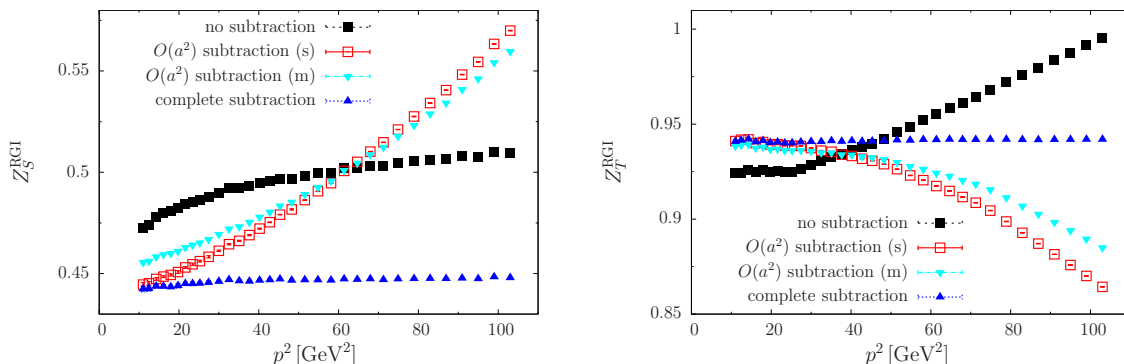 no subtraction
O(a²) subtraction (s)
O(a²) subtraction (m)
complete subtraction
0.55
0.5
0.45
Z_S^RGI
0 20 40 60 80 100
p² [GeV²]
1
0.95
0.9
0.85
Z_T^RGI
no subtraction
O(a²) subtraction (s)
O(a²) subtraction (m)
complete subtraction
0 20 40 60 80 100
p² [GeV²]